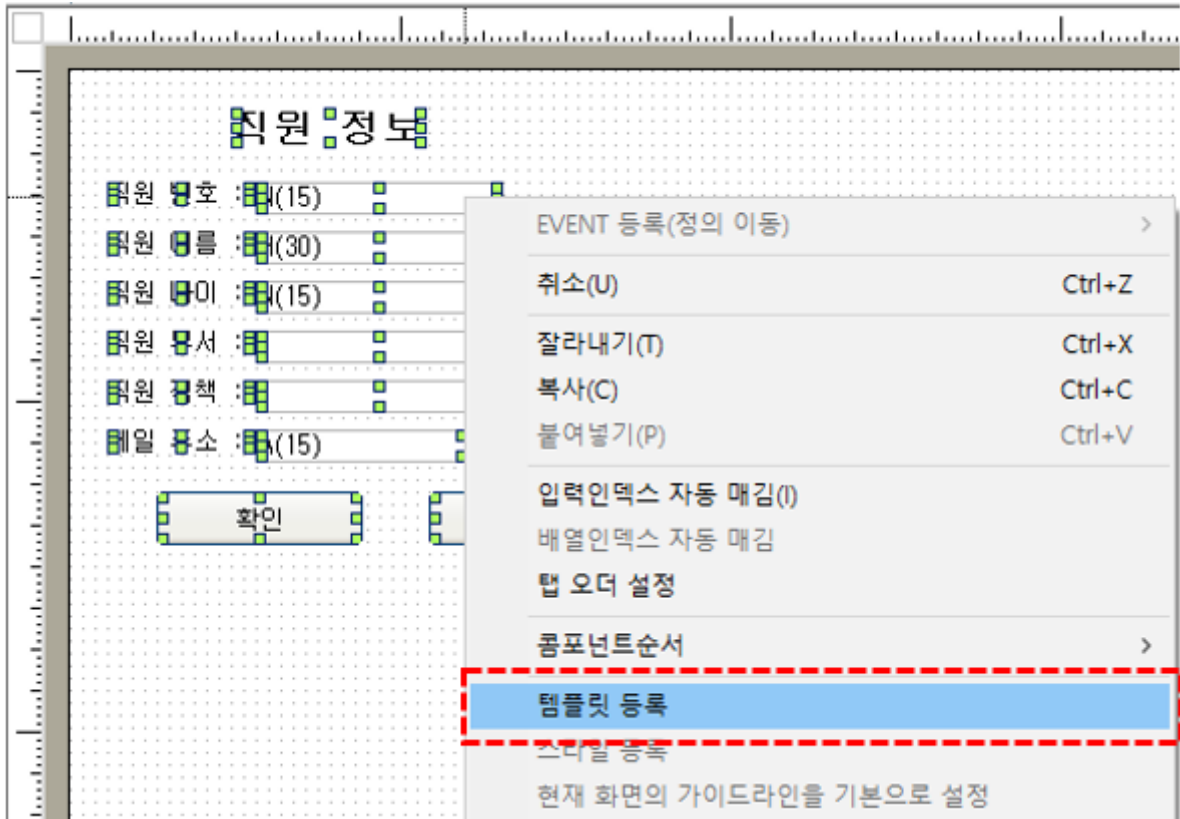 직원 정보
직원 번호 : (15)
직원 이름 : (30)
직원 나이 : (15)
직원 부서 :
직원 직책 :
메일 주소 : (15)
확인
EVENT 등록(정의 이동)
취소(U) Ctrl+Z
잘라내기(T) Ctrl+X
복사(C) Ctrl+C
붙여넣기(P) Ctrl+V
입력인덱스 자동 매김(I)
배열인덱스 자동 매김
탭 오더 설정
콤포넌트순서
템플릿 등록
스타일 등록
현재 화면의 가이드라인을 기본으로 설정